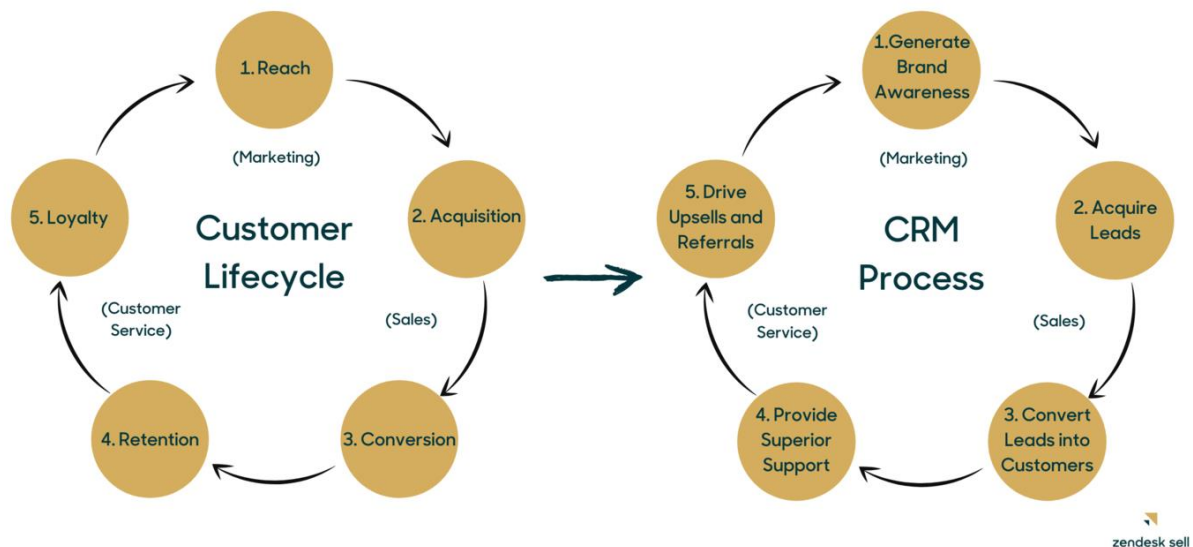 1. Reach
(Marketing)
2. Acquisition
(Sales)
3. Conversion
4. Retention
(Customer
Service)
5. Loyalty
Customer
Lifecycle
1.Generate
Brand
Awareness
(Marketing)
2. Acquire
Leads
(Sales)
3. Convert
Leads into
Customers
4. Provide
Superior
Support
(Customer
Service)
5. Drive
Upsells and
Referrals
CRM
Process
zendesk sell